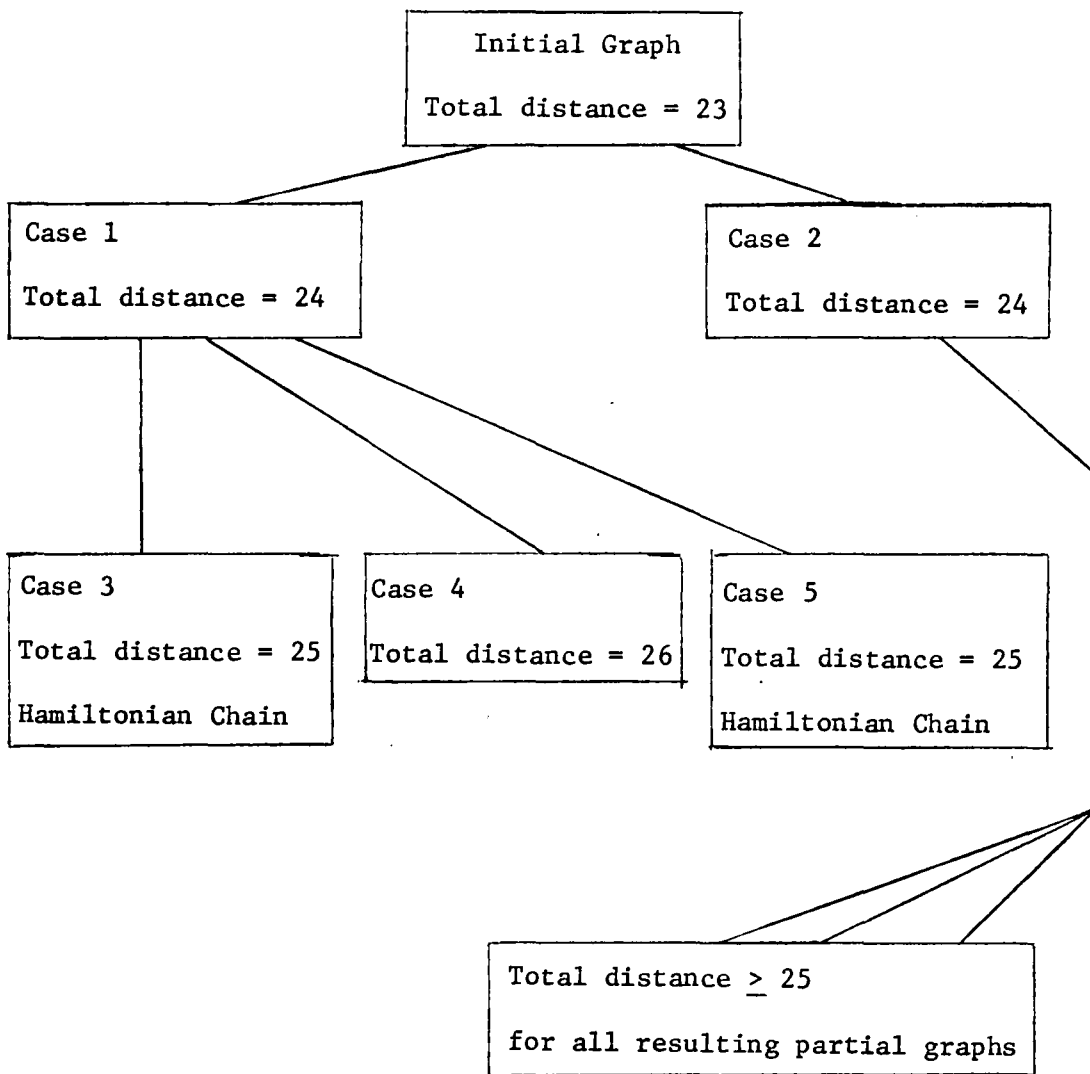 Initial Graph
Total distance = 23
Case 1
Total distance = 24
Case 2
Total distance = 24
Case 3
Total distance = 25
Hamiltonian Chain
Case 4
Total distance = 26
Case 5
Total distance = 25
Hamiltonian Chain
Total distance ≥ 25
for all resulting partial graphs